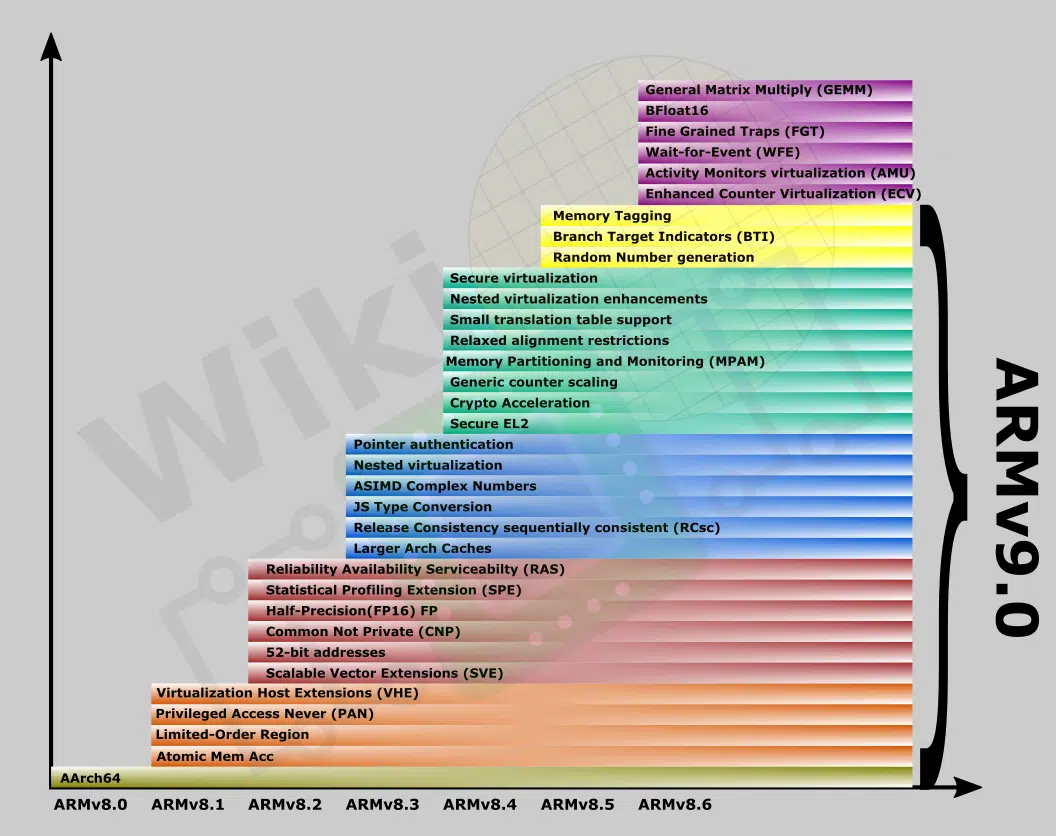 General Matrix Multiply (GEMM)
BFloat16
Fine Grained Traps (FGT)
Wait-for-Event (WFE)
Activity Monitors virtualization (AMU)
Enhanced Counter Virtualization (ECV)
Memory Tagging
Branch Target Indicators (BTI)
Random Number generation
Secure virtualization
Nested virtualization enhancements
Small translation table support
Relaxed alignment restrictions
Memory Partitioning and Monitoring (MPAM)
Generic counter scaling
Crypto Acceleration
Secure EL2
Pointer authentication
Nested virtualization
ASIMD Complex Numbers
JS Type Conversion
Release Consistency sequentially consistent (RCsc)
Larger Arch Caches
Reliability Availability Serviceabilty (RAS)
Statistical Profiling Extension (SPE)
Half-Precision(FP16) FP
Common Not Private (CNP)
52-bit addresses
Scalable Vector Extensions (SVE)
Virtualization Host Extensions (VHE)
Privileged Access Never (PAN)
Limited-Order Region
Atomic Mem Acc
AArch64
ARMv8.0 ARMv8.1 ARMv8.2 ARMv8.3 ARMv8.4 ARMv8.5 ARMv8.6
ARMv9.0
Wiki